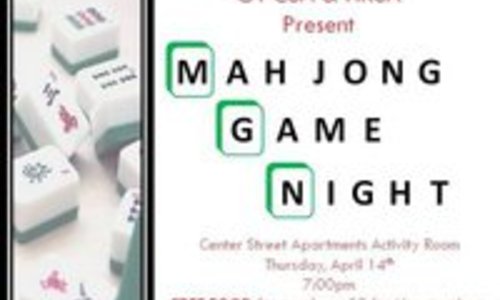 Present
MAHJONG
GAME
NIGHT
Center Street Apartments Activity Room
Thursday, April 14th
7:00pm